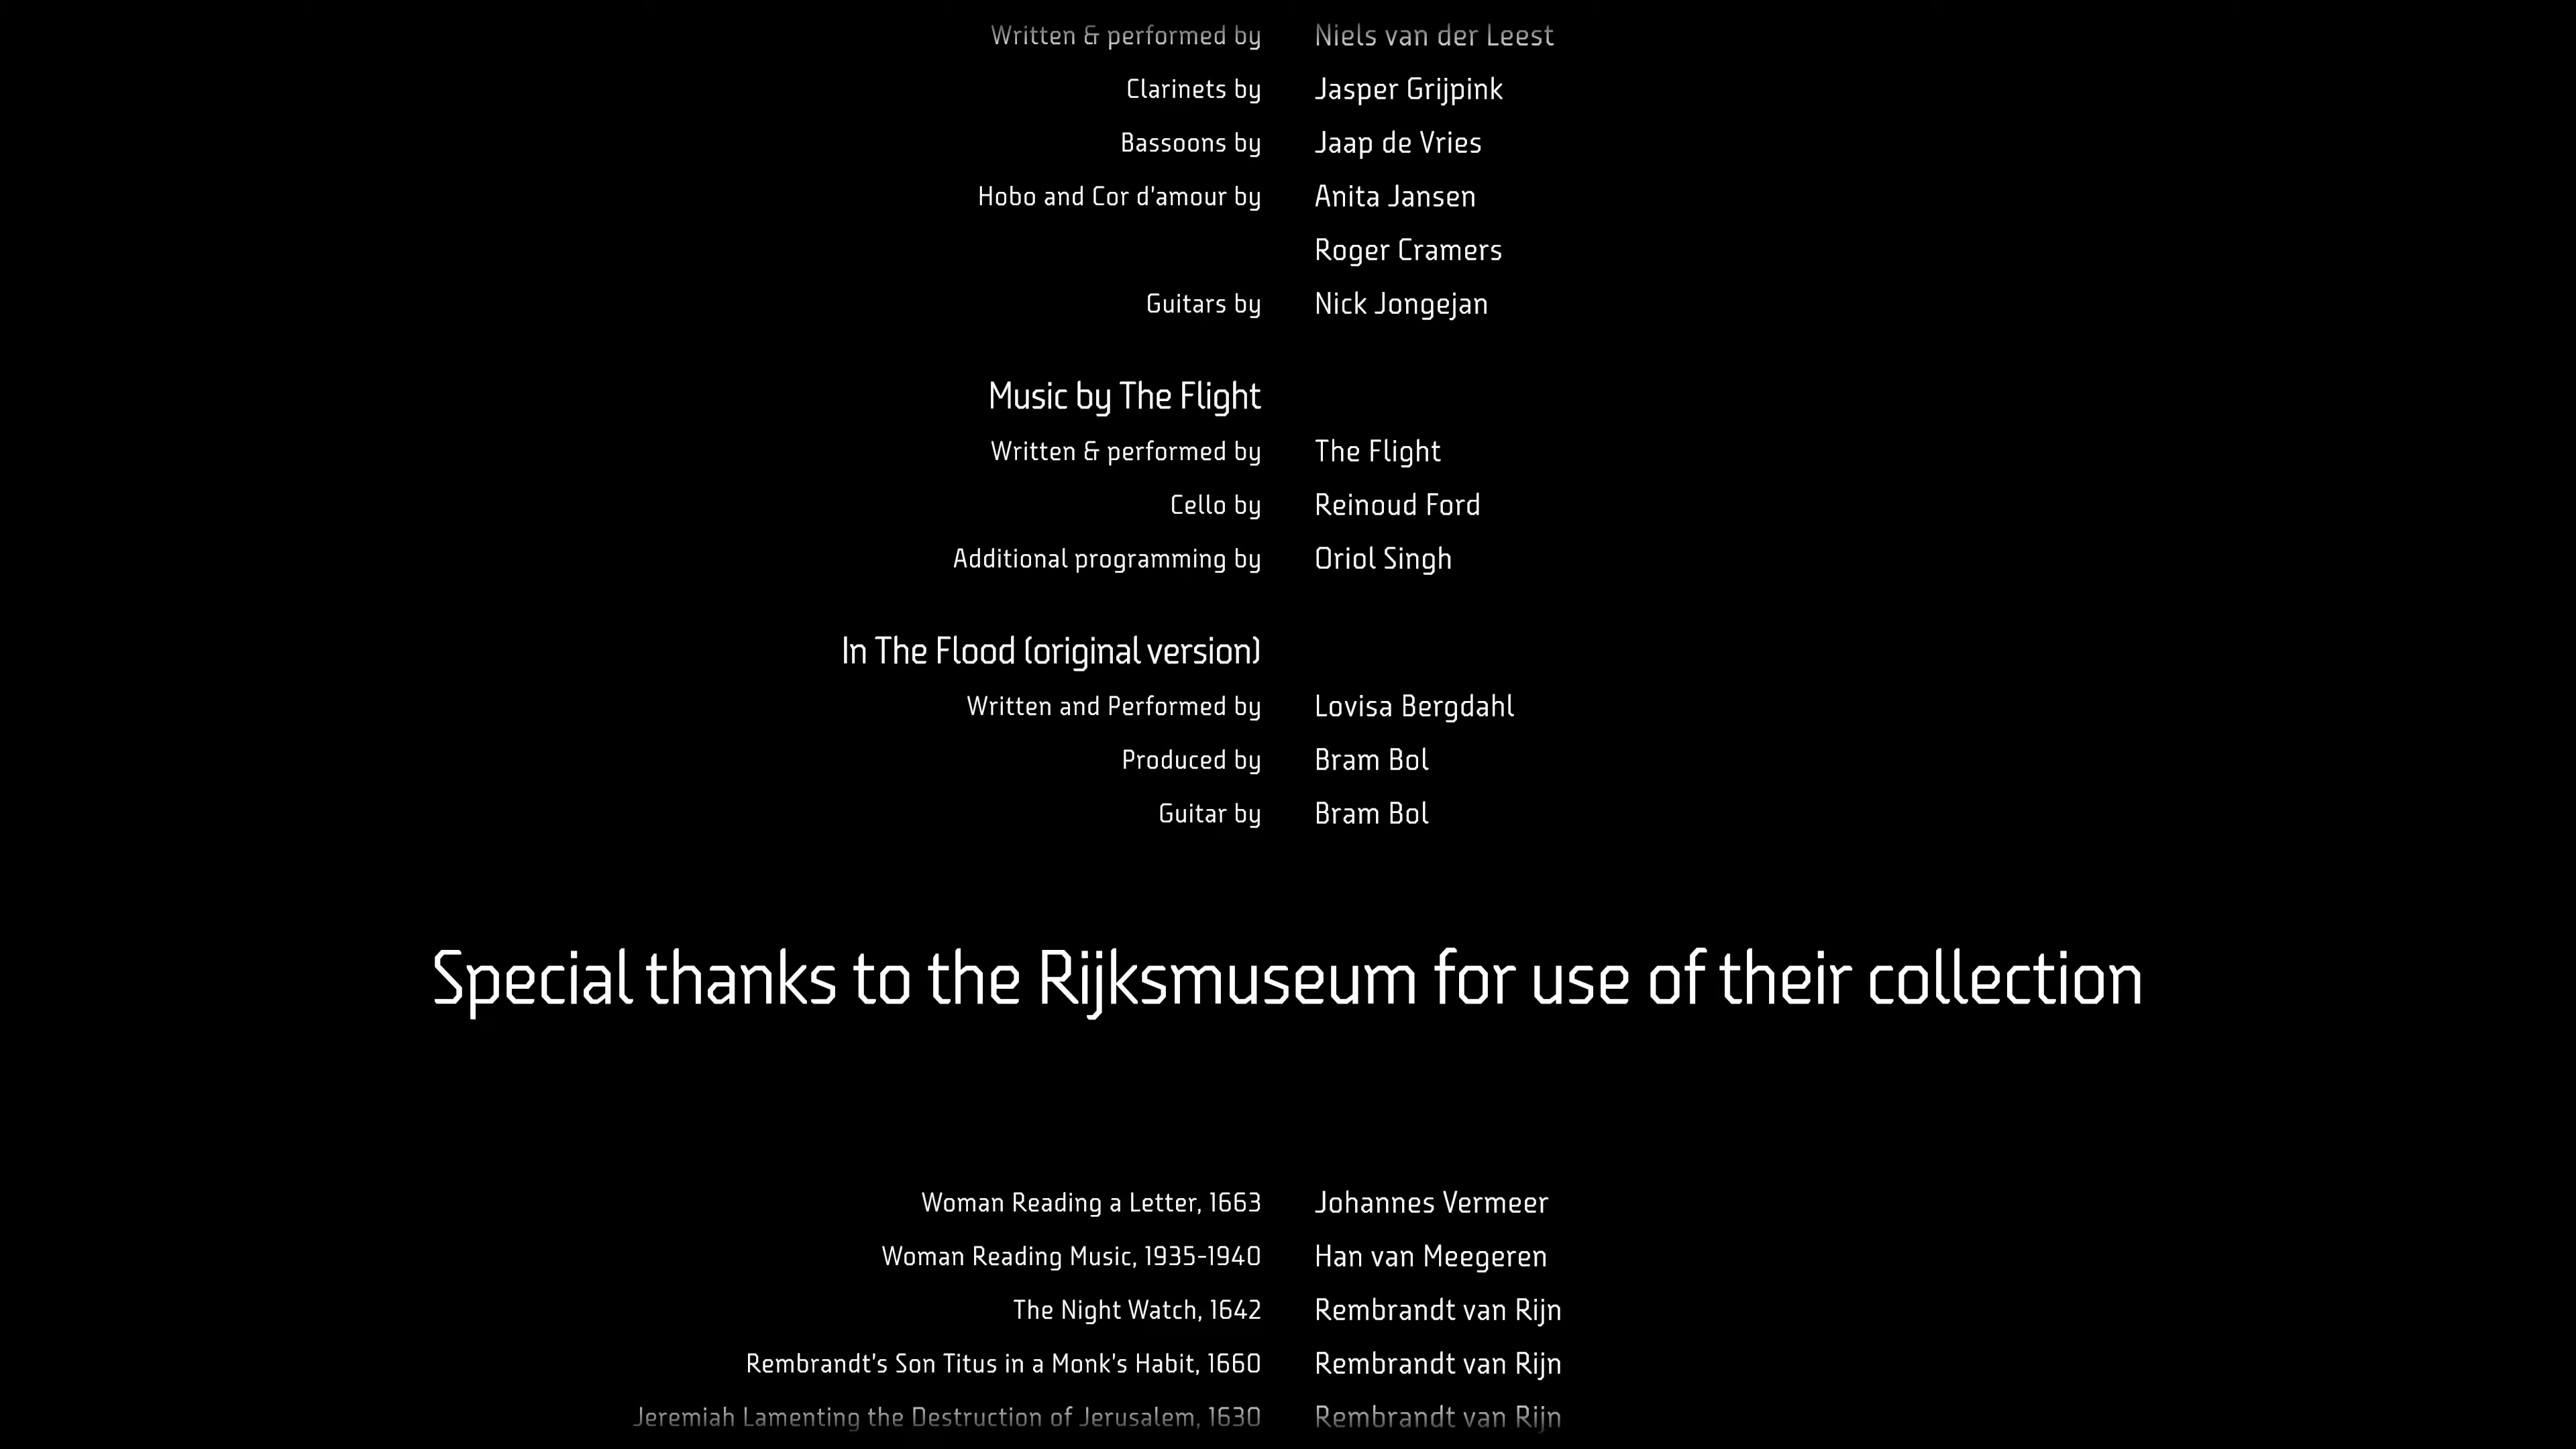 Written & performed by Niels van der Leest
Clarinets by Jasper Grijpink
Bassoons by Jaap de Vries
Hobo and Cor d'amour by Anita Jansen
Roger Cramers
Guitars by Nick Jongejan
Music by The Flight
Written & performed by The Flight
Cello by Reinoud Ford
Additional programming by Oriol Singh
In The Flood (original version)
Written and Performed by Lovisa Bergdahl
Produced by Bram Bol
Guitar by Bram Bol
Special thanks to the Rijksmuseum for use of their collection
Woman Reading a Letter, 1663 Johannes Vermeer
Woman Reading Music, 1935-1940 Han van Meegeren
The Night Watch, 1642 Rembrandt van Rijn
Rembrandt's Son Titus in a Monk's Habit, 1660 Rembrandt van Rijn
Jeremiah Lamenting the Destruction of Jerusalem, 1630 Rembrandt van Rijn